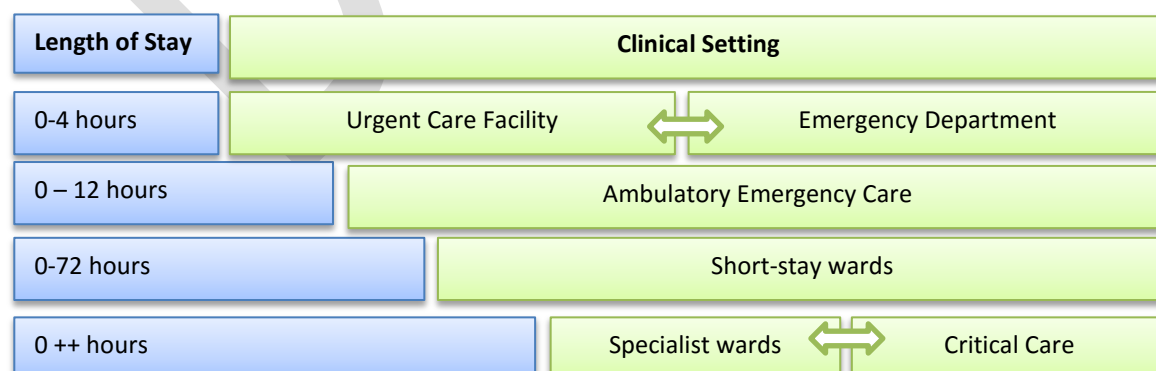 Length of Stay Clinical Setting
0-4 hours Urgent Care Facility Emergency Department
0 – 12 hours Ambulatory Emergency Care
0-72 hours Short-stay wards
0 ++ hours Specialist wards Critical Care